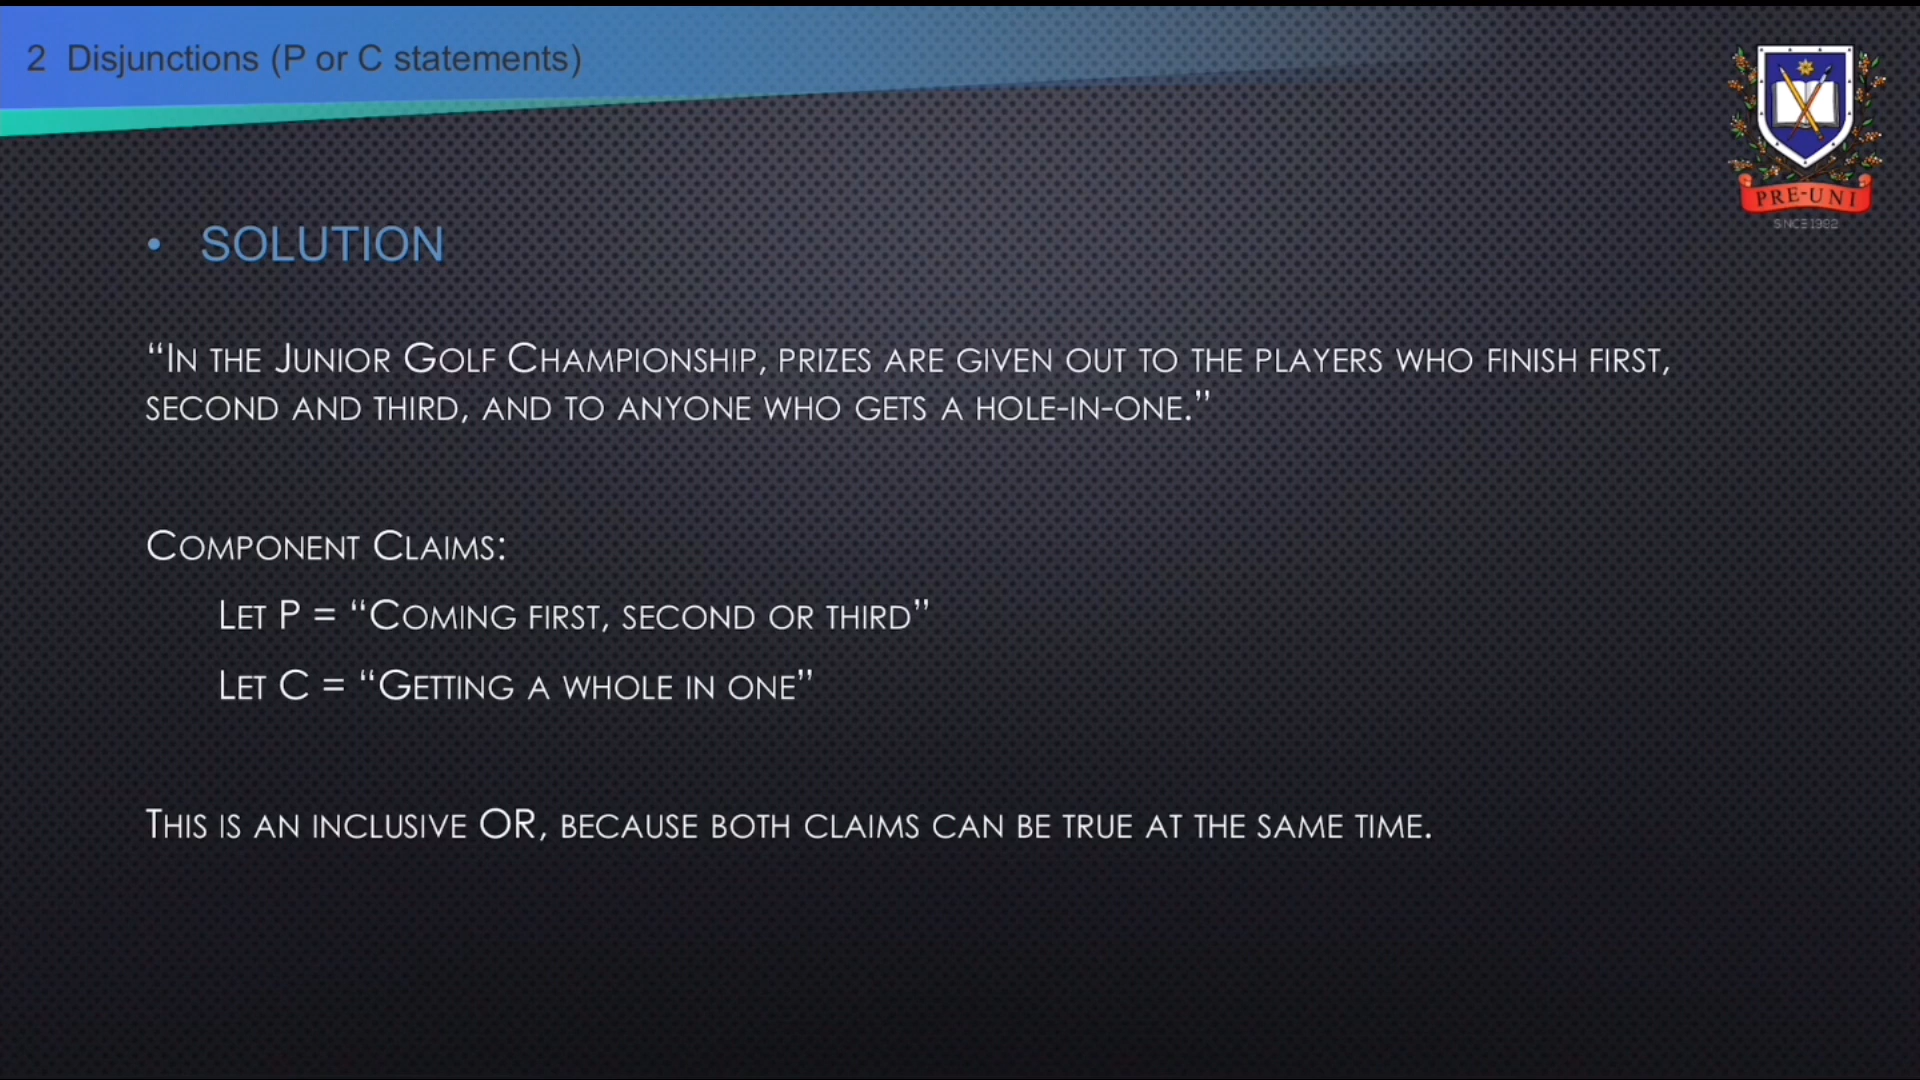 2 Disjunctions (P or C statements)
PRE-UNI
SINCE 1982
• SOLUTION
“IN THE JUNIOR GOLF CHAMPIONSHIP, PRIZES ARE GIVEN OUT TO THE PLAYERS WHO FINISH FIRST,
SECOND AND THIRD, AND TO ANYONE WHO GETS A HOLE-IN-ONE.”
COMPONENT CLAIMS:
LET P = “COMING FIRST, SECOND OR THIRD”
LET C = “GETTING A WHOLE IN ONE”
THIS IS AN INCLUSIVE OR, BECAUSE BOTH CLAIMS CAN BE TRUE AT THE SAME TIME.